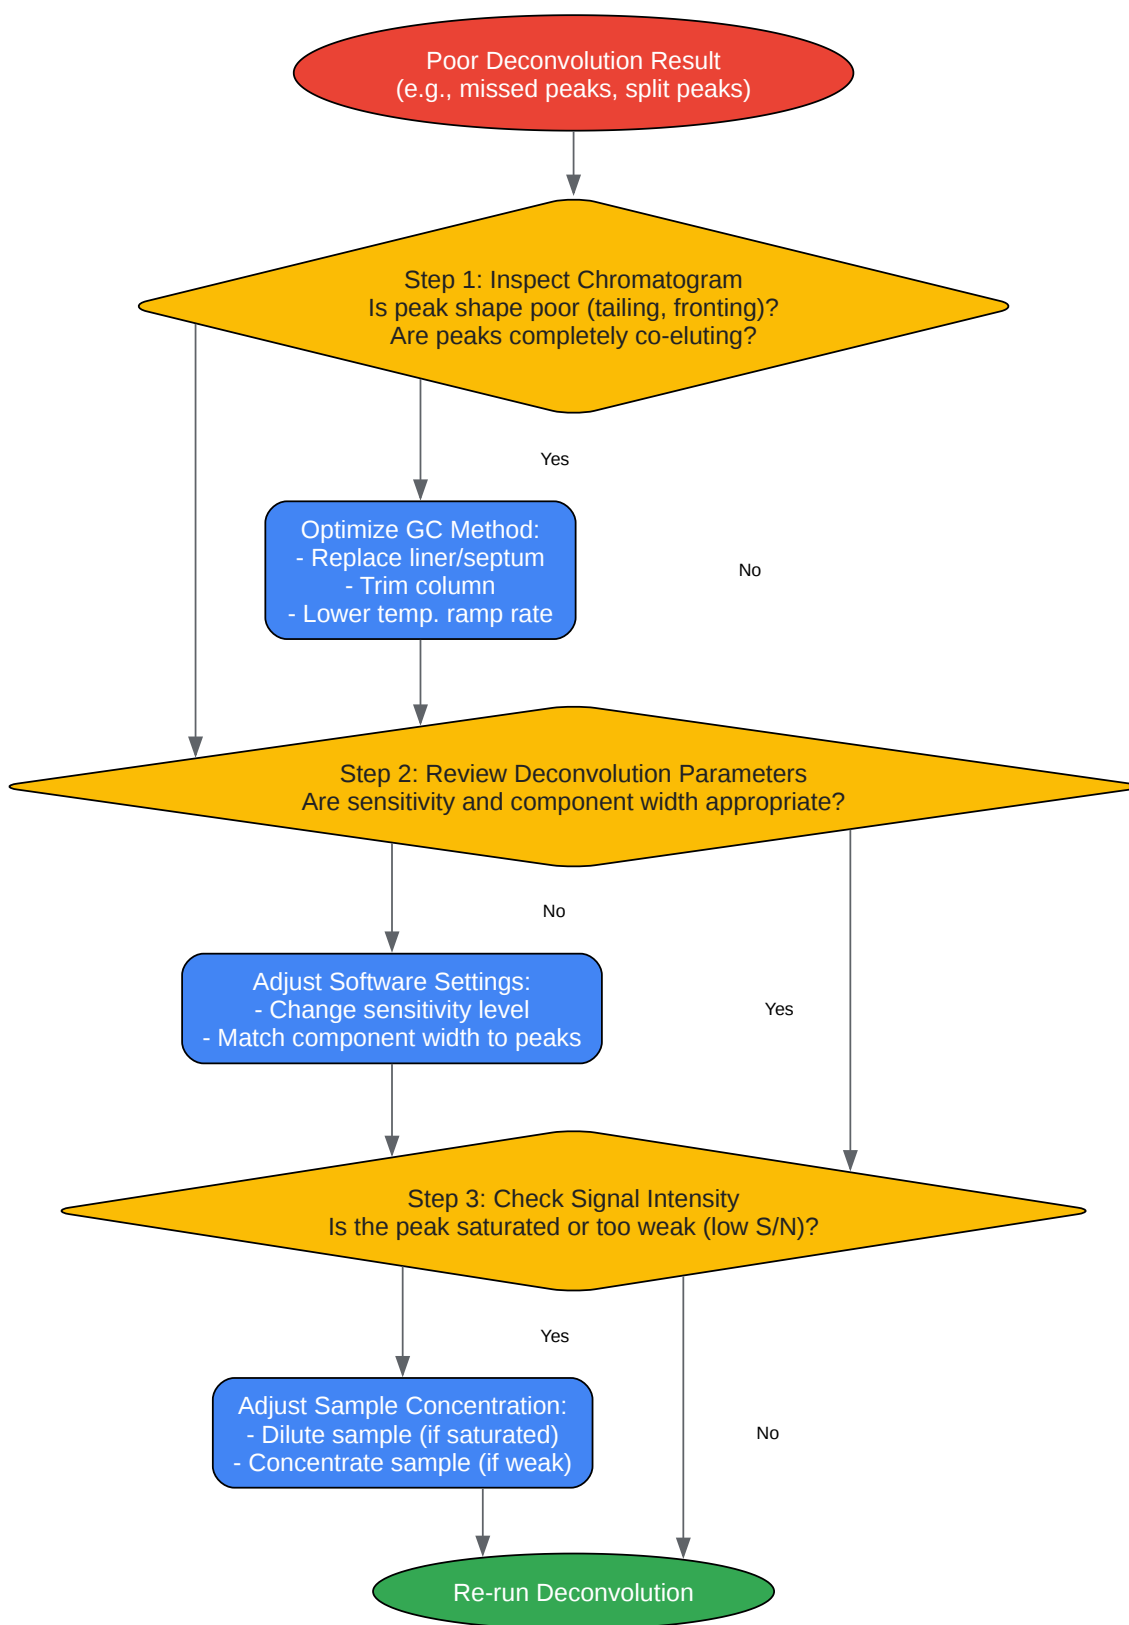 Poor Deconvolution Result
(e.g., missed peaks, split peaks)
Step 1: Inspect Chromatogram
Is peak shape poor (tailing, fronting)?
Are peaks completely co-eluting?
Yes
Optimize GC Method:
- Replace liner/septum
- Trim column
- Lower temp. ramp rate
No
Step 2: Review Deconvolution Parameters
Are sensitivity and component width appropriate?
No
Adjust Software Settings:
- Change sensitivity level
- Match component width to peaks
Yes
Step 3: Check Signal Intensity
Is the peak saturated or too weak (low S/N)?
Yes
Adjust Sample Concentration:
- Dilute sample (if saturated)
- Concentrate sample (if weak)
No
Re-run Deconvolution